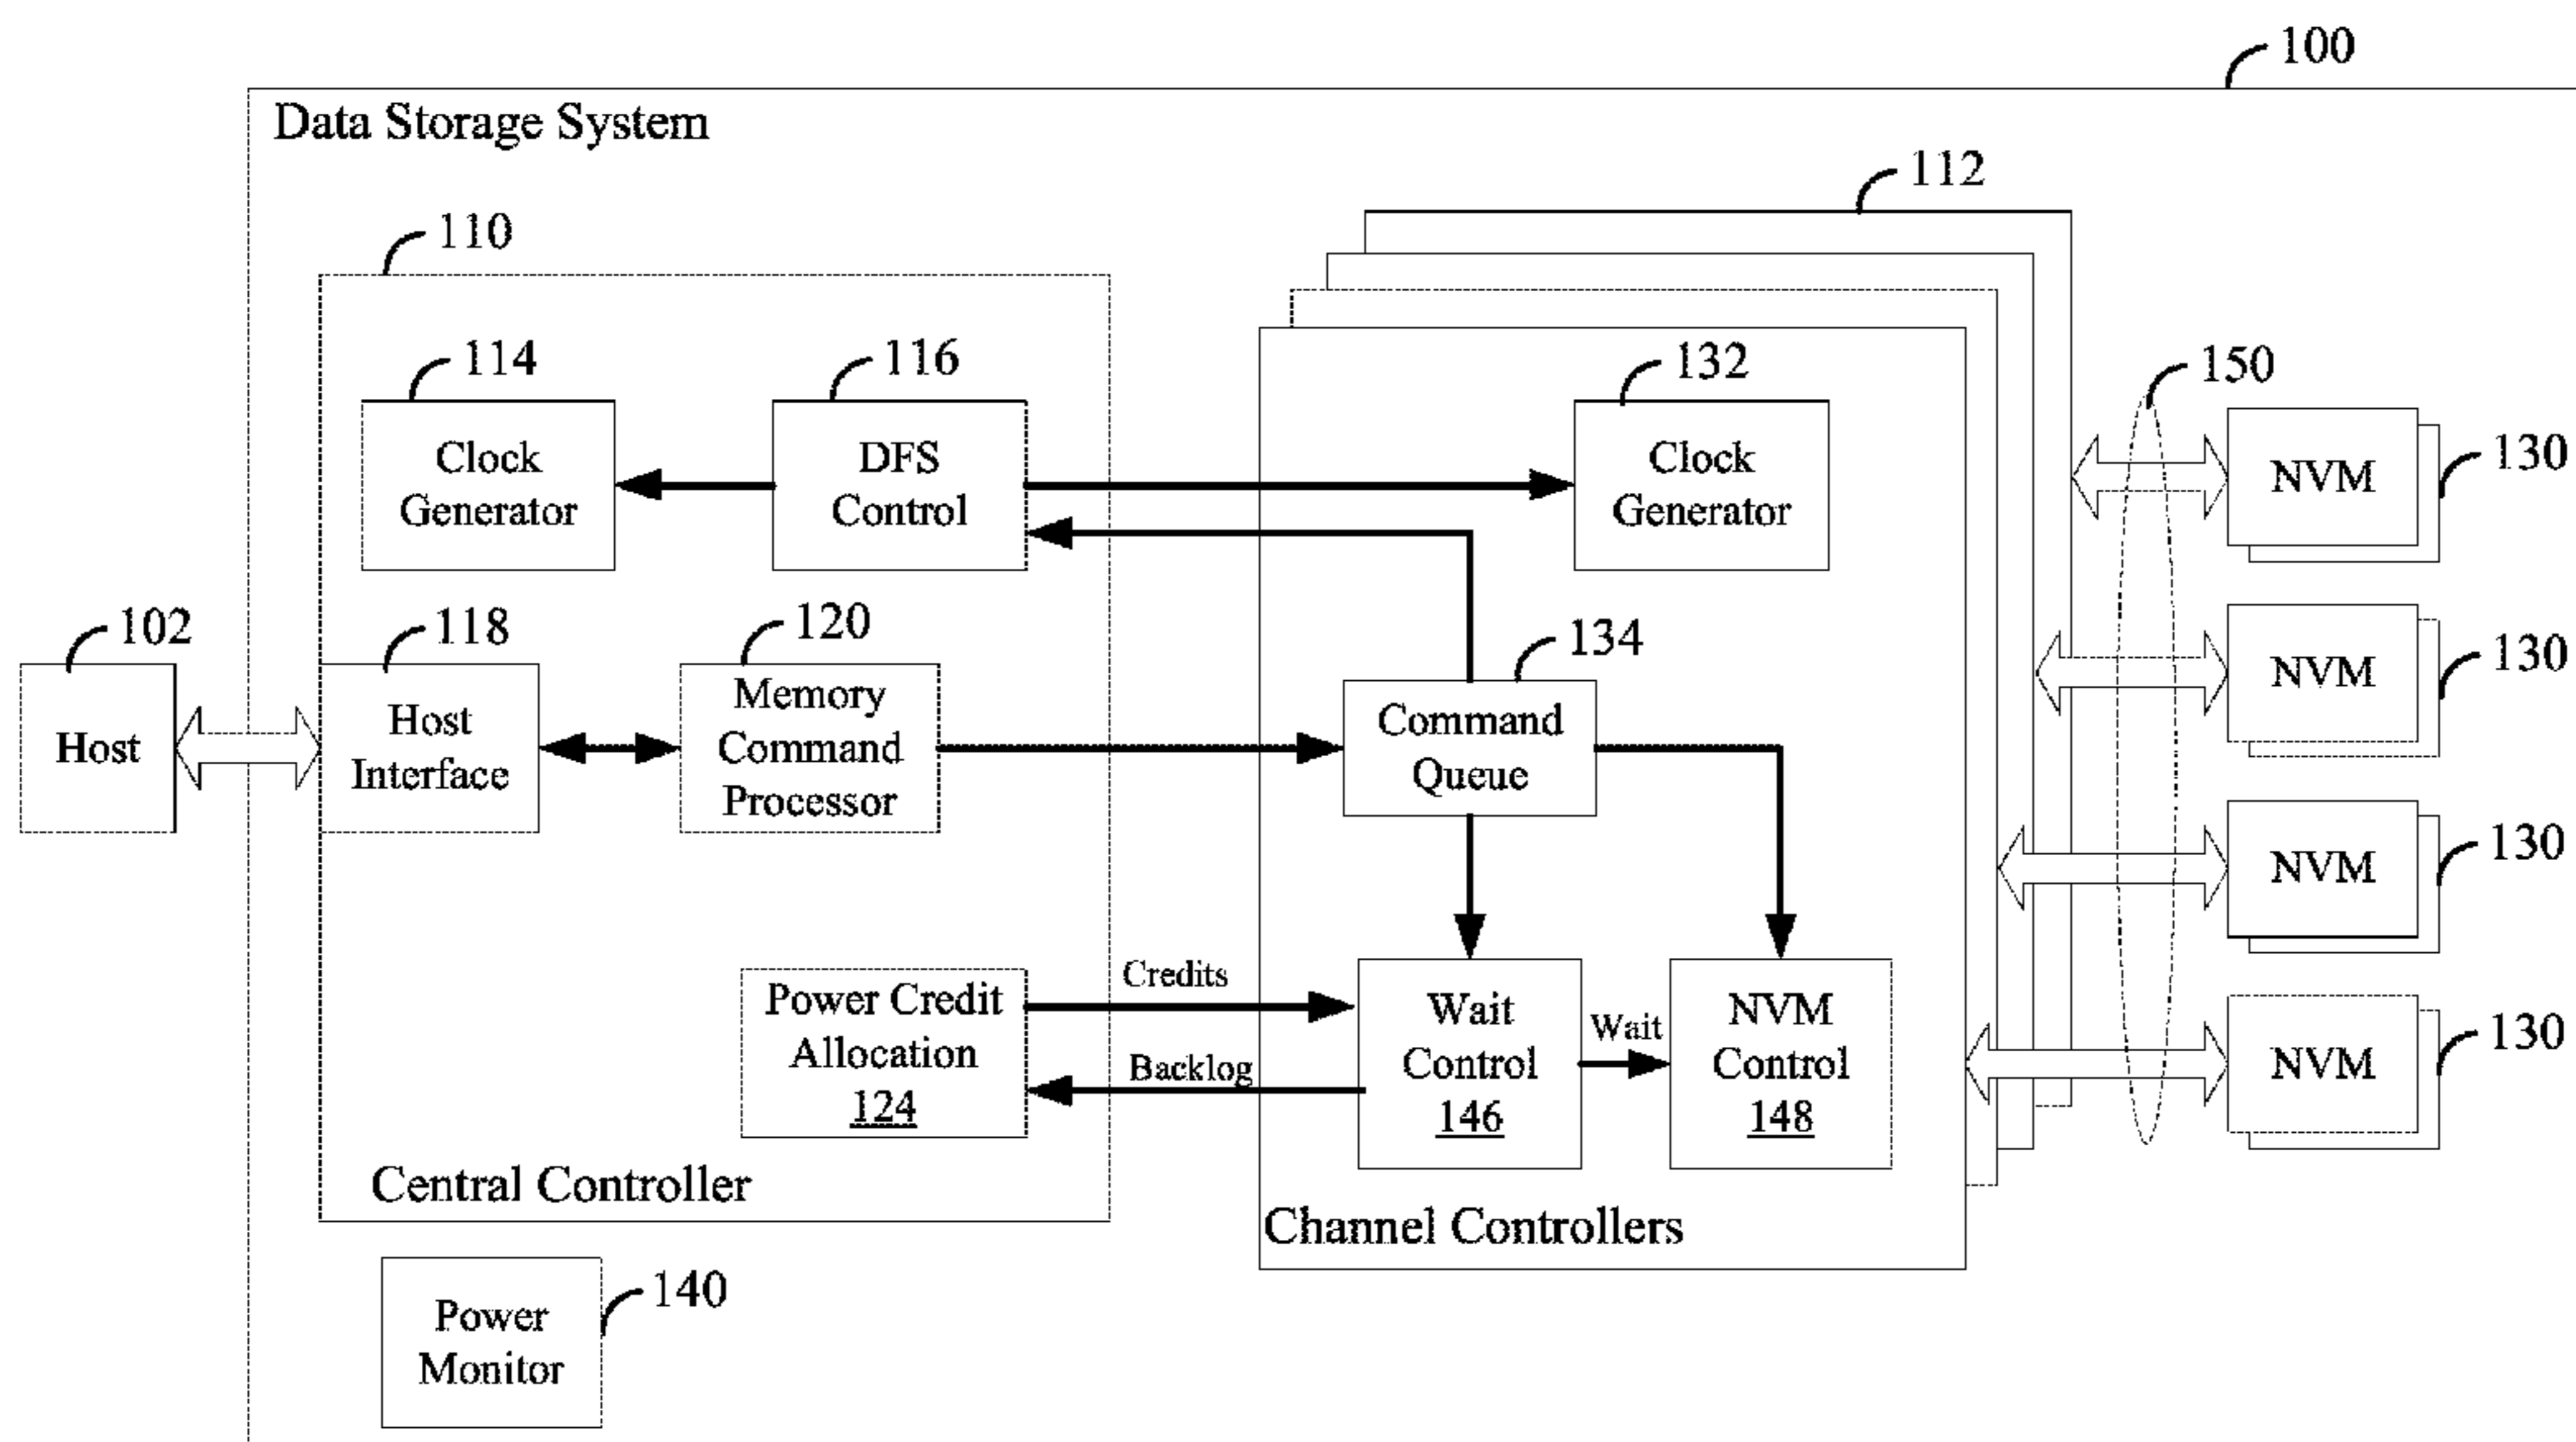 100
Data Storage System
112
110
114
116
132
150
Clock
Generator
DFS
Control
Clock
Generator
NVM
130
102
118
120
134
Host
Host
Interface
Memory
Command
Processor
Command
Queue
NVM
130
NVM
130
Power Credit
Allocation
124
Credits
Backlog
Wait
Control
146
Wait
NVM
Control
148
NVM
130
Central Controller
Channel Controllers
Power
Monitor
140